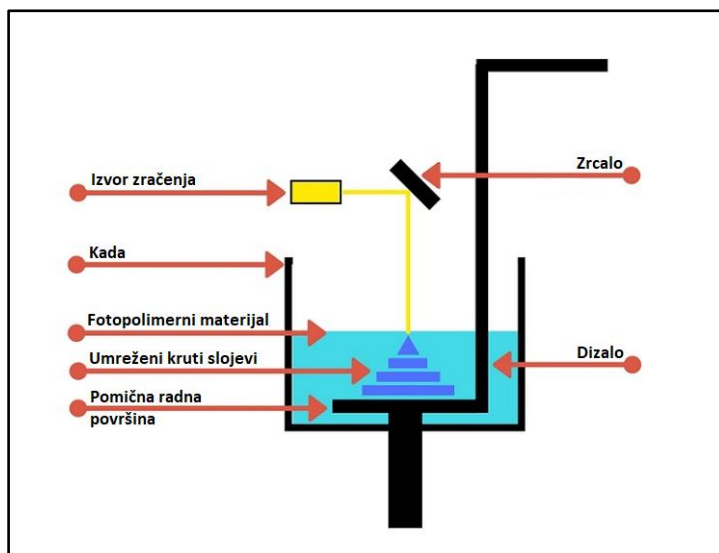 Izvor zračenja
Zrcalo
Kada
Fotopolimerni materijal
Umreženi kruti slojevi
Dizalo
Pomična radna
površina